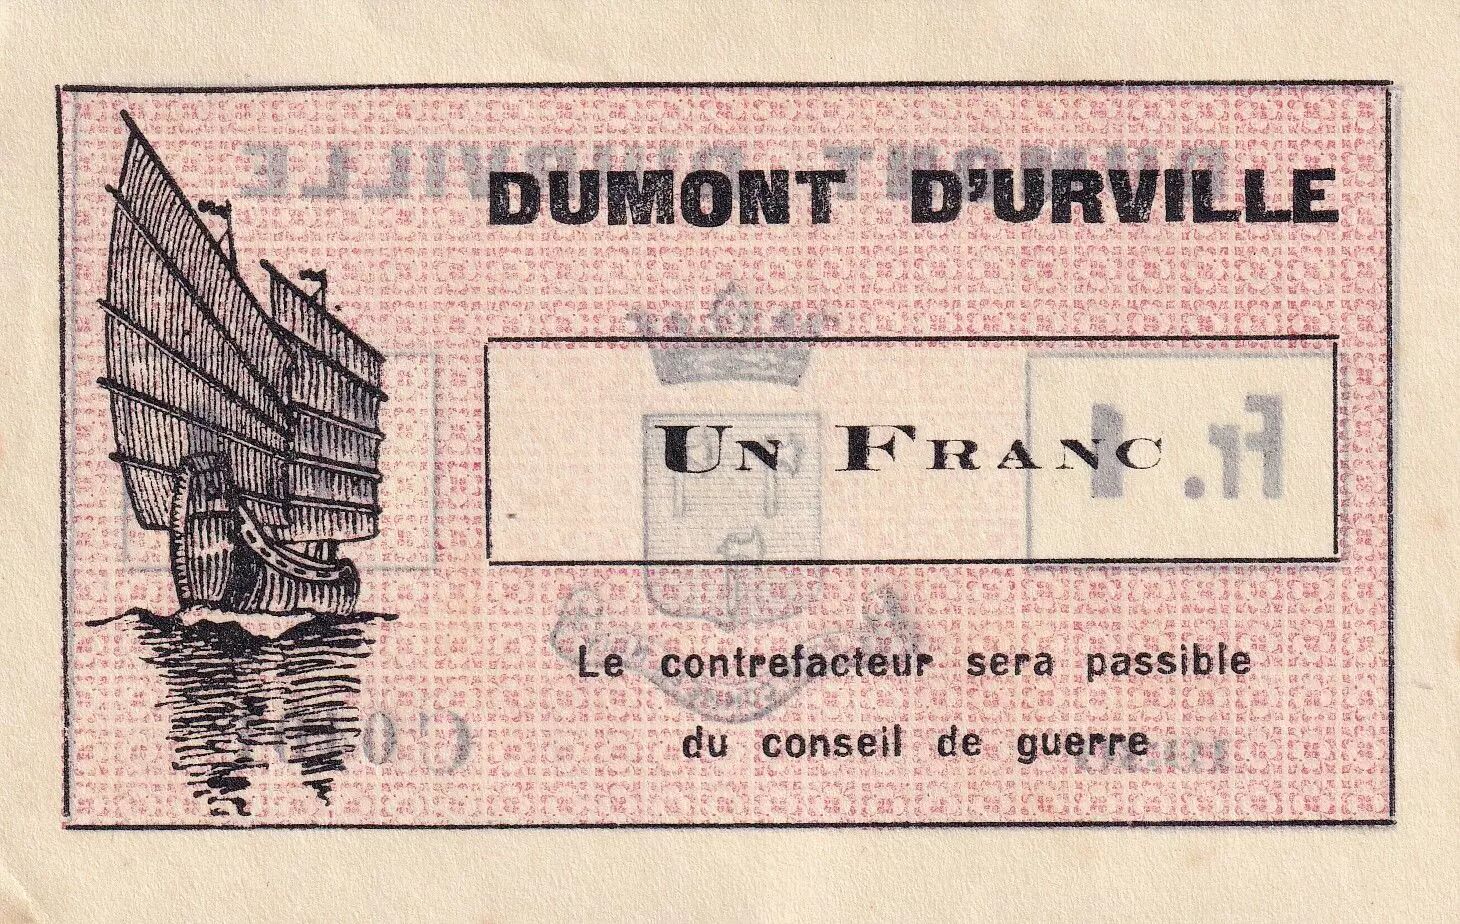 DUMONT D'URVILLE
UN FRANC
Le contrefacteur sera passible
du conseil de guerre